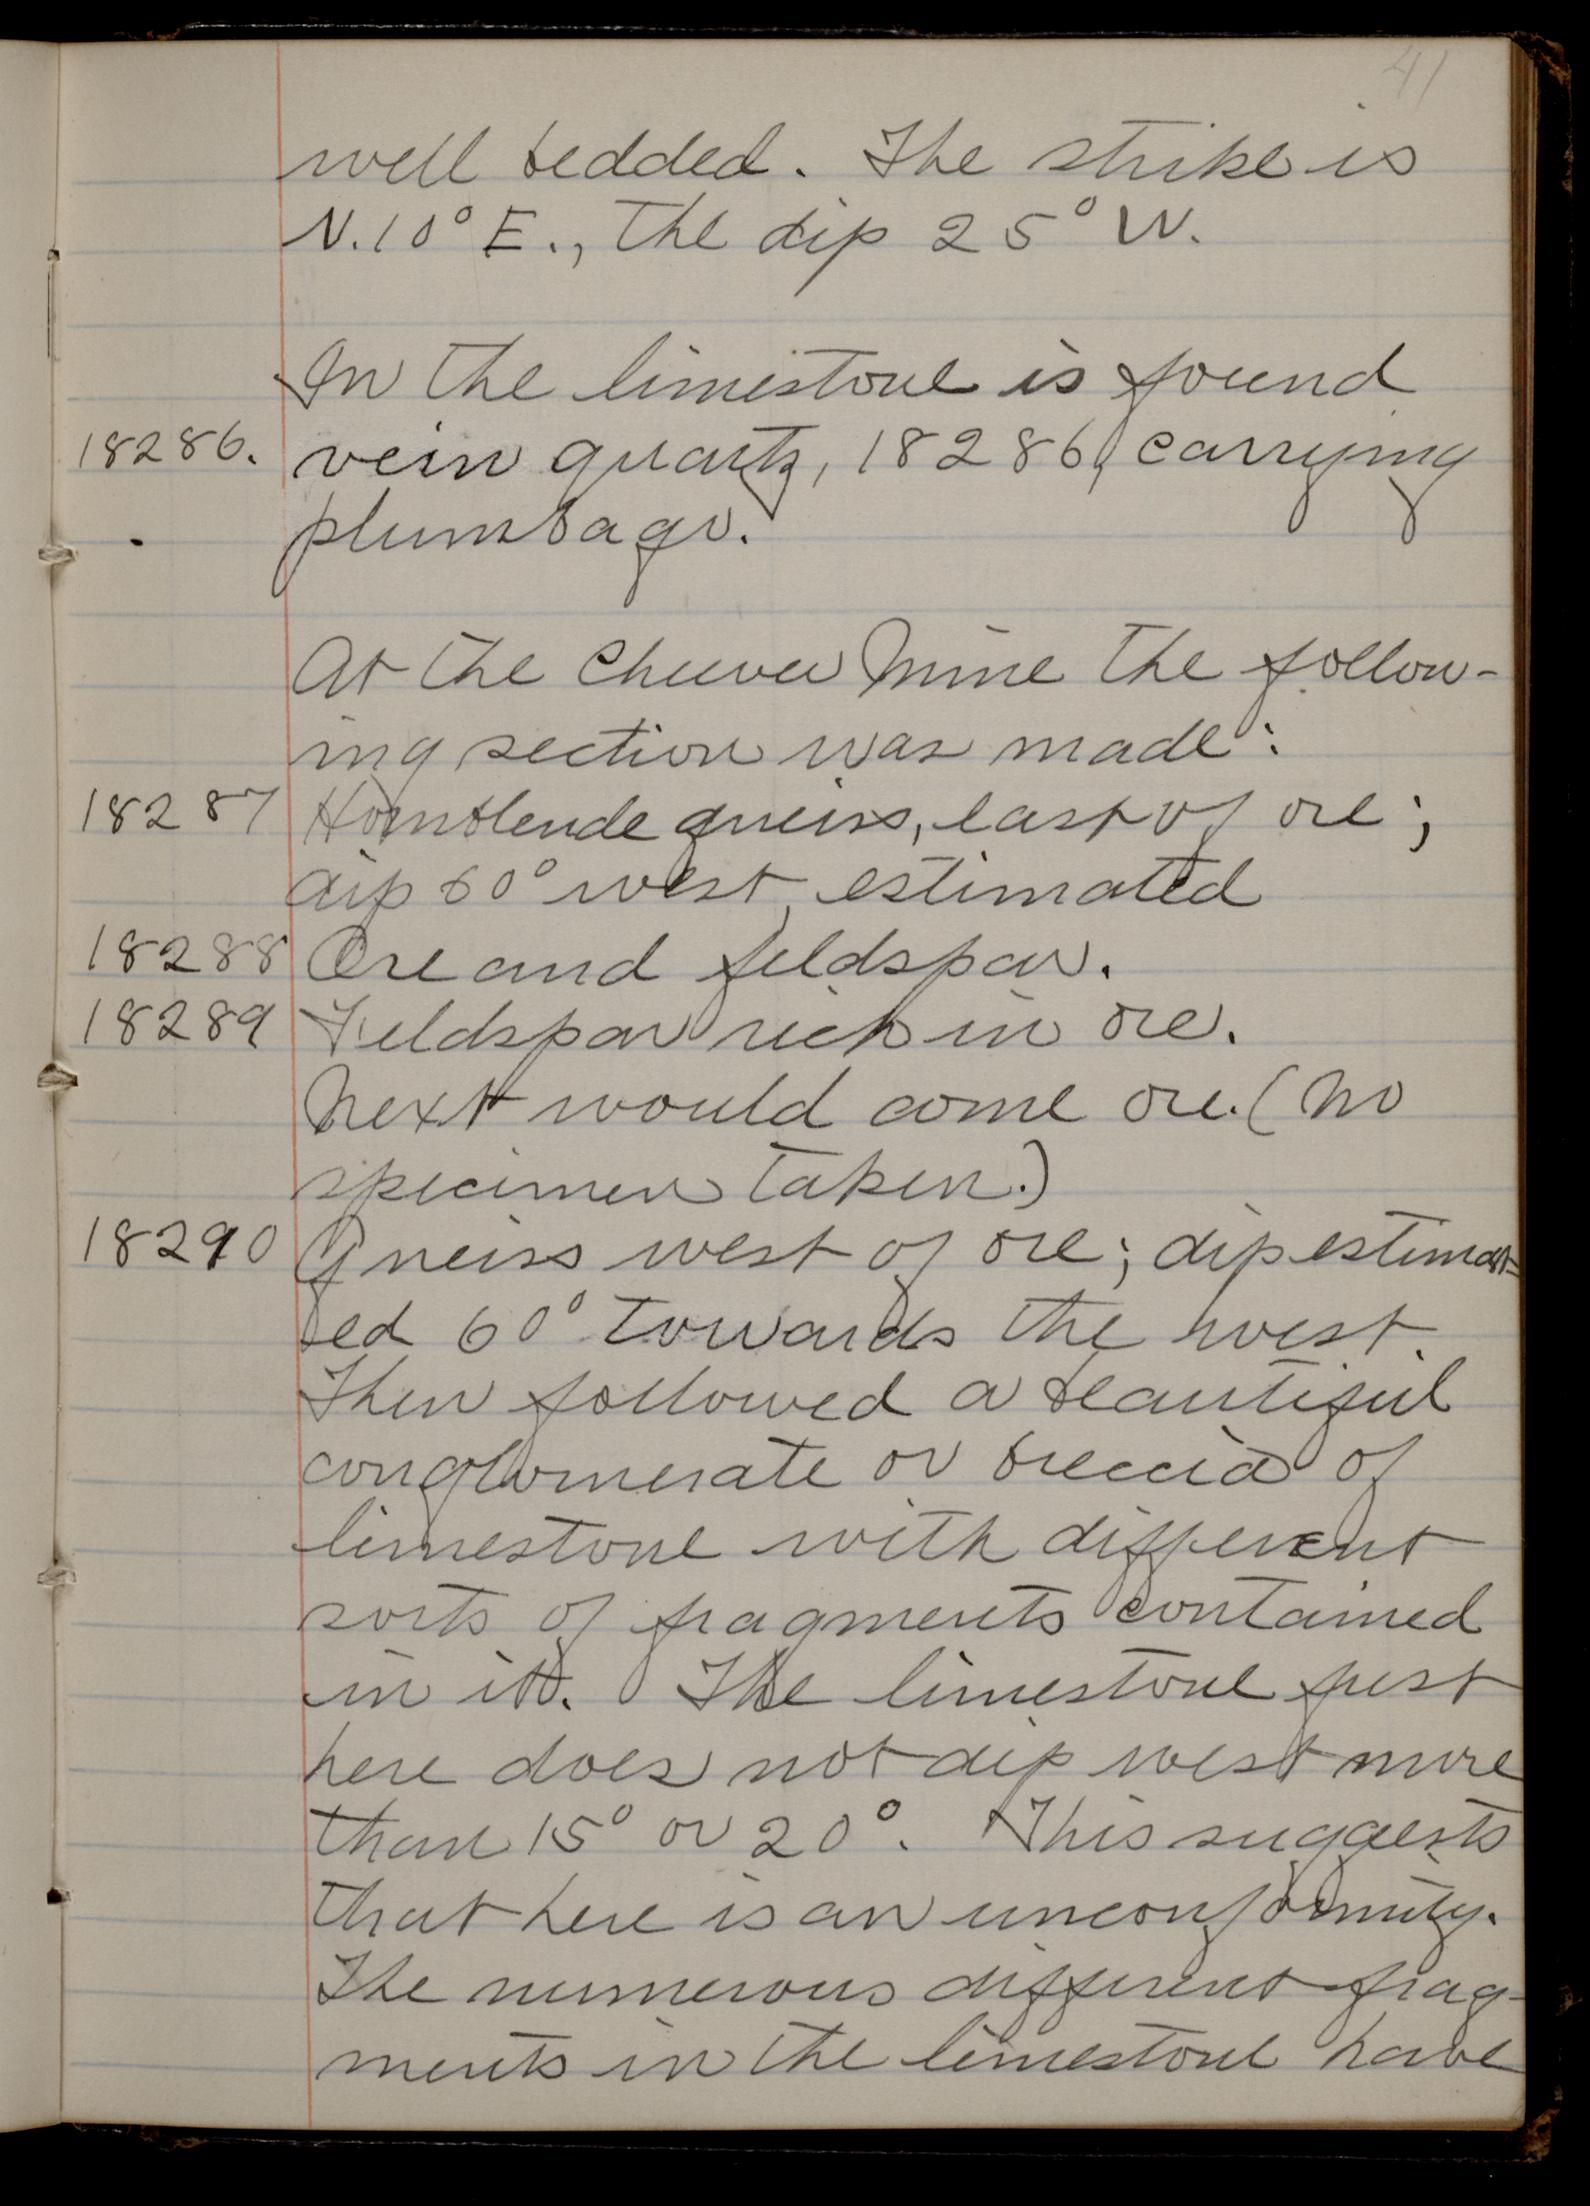 41
well bedded. The strike is
N. 10° E., the dip 25° W.
In the limestone is found
18286. vein quartz, 18286, carrying
plumbago.
At the Cheever Mine the follow-
ing section was made:
18287 Hornblende gneiss, east of ore;
dip 60° west, estimated
18288 Ore and feldspar.
18289 Feldspar rich in ore.
Next would come ore. (No
specimen taken.)
18290 Gneiss west of ore; dip estimat-
ed 60° towards the west.
Then followed a beautiful
conglomerate or breccia of
limestone with different
sorts of fragments contained
in it. The limestone just
here does not dip west more
than 15° or 20°. This suggests
that here is an unconformity.
The numerous different frag-
ments in the limestone have